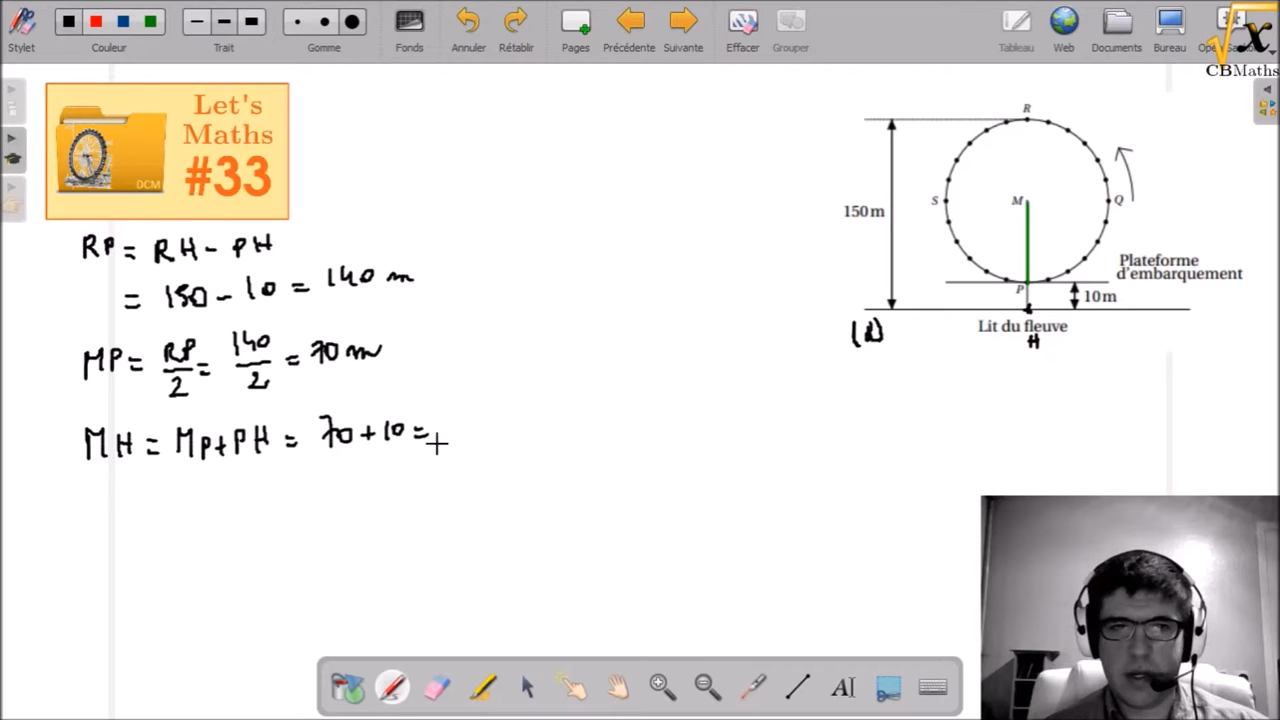 Stylet Couleur Trait Gomme Fonds Annuler Rétablir Pages Précédente Suivante Effacer Grouper Tableau Web Documents Bureau
CBMaths
Let's
Maths
#33
DCM
R
S M Q
150 m
Plateforme
d'embarquement
P
10 m
Lit du fleuve
H
RP = RH - PH
= 150 - 10 = 140 m
MP = RP/2 = 140/2 = 70 m
MH = MP + PH = 70 + 10 =